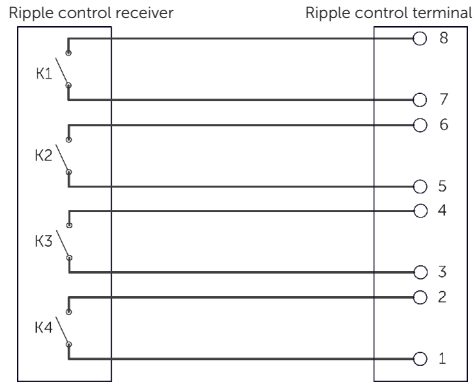 Ripple control receiver
Ripple control terminal
8
K1
7
6
K2
5
4
K3
3
2
K4
1